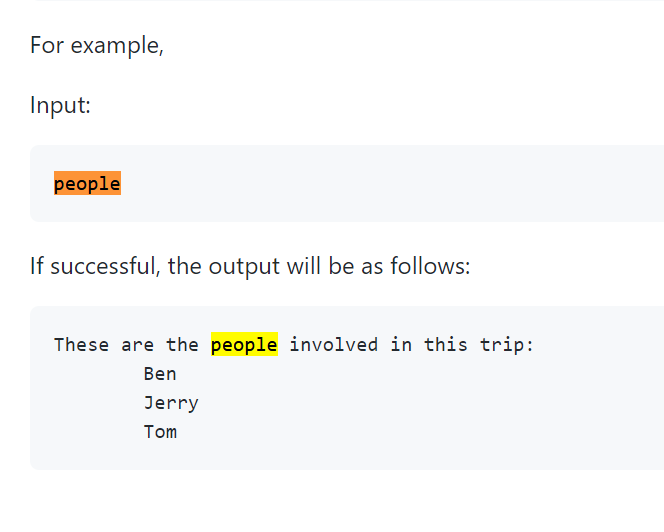 For example,
Input:
people
If successful, the output will be as follows:
These are the people involved in this trip:
Ben
Jerry
Tom